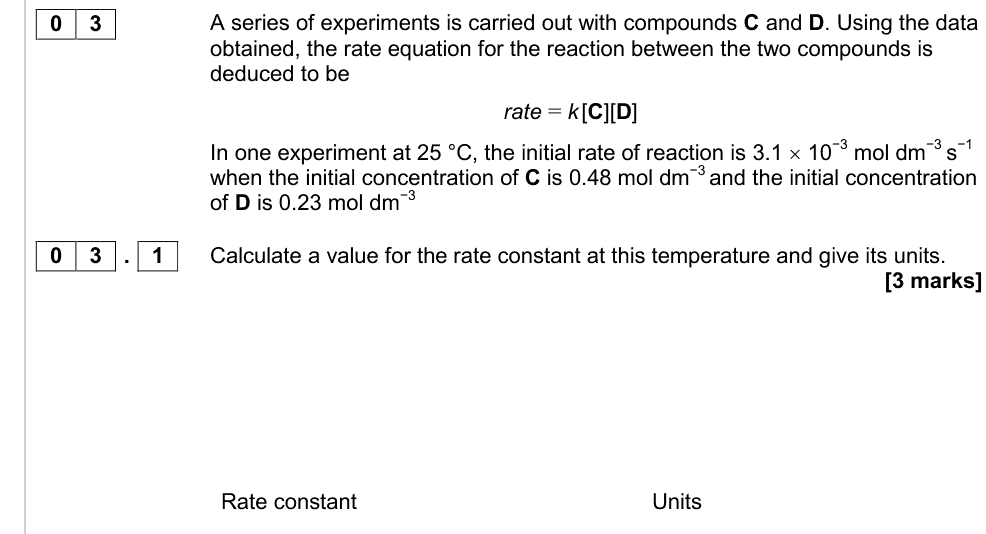 0 3 A series of experiments is carried out with compounds C and D. Using the data
obtained, the rate equation for the reaction between the two compounds is
deduced to be
rate = k[C][D]
In one experiment at 25 °C, the initial rate of reaction is 3.1 × 10⁻³ mol dm⁻³ s⁻¹
when the initial concentration of C is 0.48 mol dm⁻³ and the initial concentration
of D is 0.23 mol dm⁻³
0 3 . 1 Calculate a value for the rate constant at this temperature and give its units.
[3 marks]
Rate constant Units